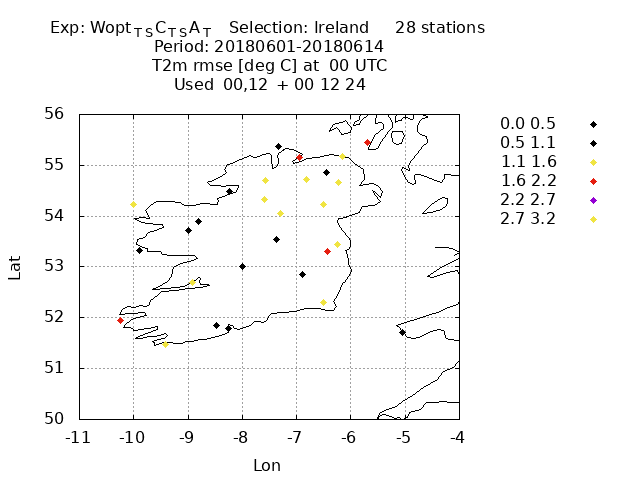 Exp: Wopt_TS C_TS A_T   Selection: Ireland     28 stations
Period: 20180601-20180614
T2m rmse [deg C] at  00 UTC
Used  00,12  + 00 12 24
56
55
54
53
52
51
50
-11 -10 -9 -8 -7 -6 -5 -4
Lat
Lon
0.0 0.5
0.5 1.1
1.1 1.6
1.6 2.2
2.2 2.7
2.7 3.2